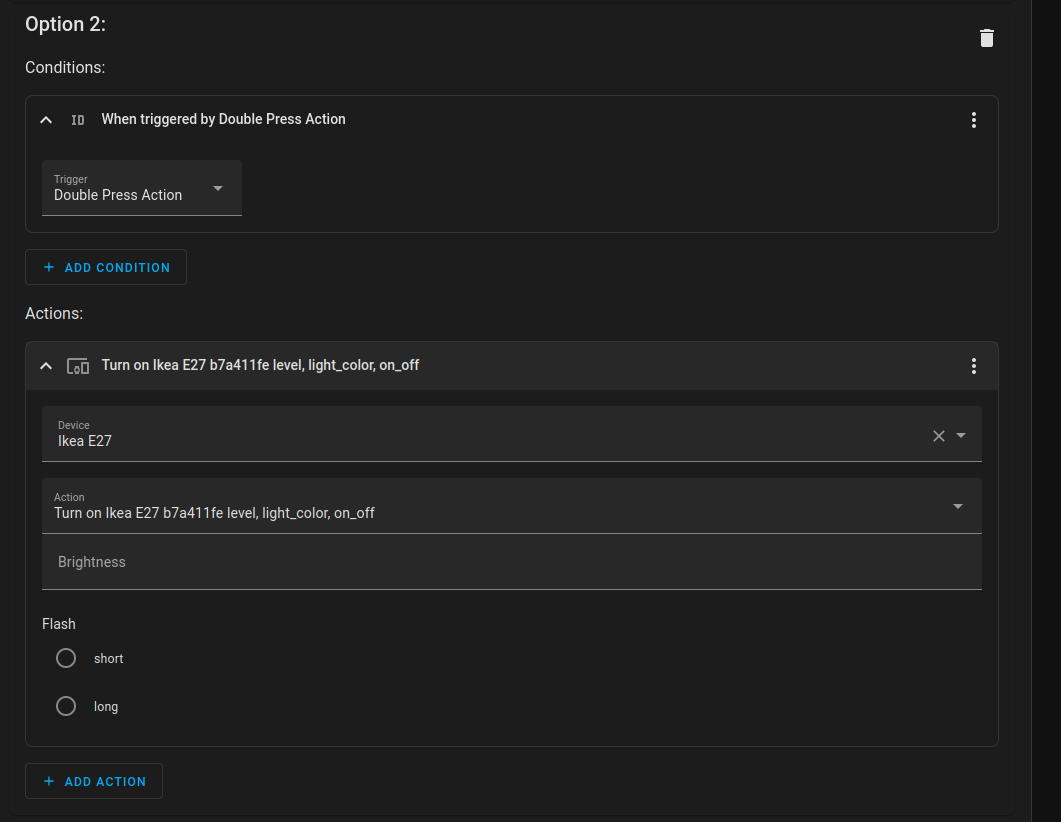 Option 2:
Conditions:
ID When triggered by Double Press Action
Trigger
Double Press Action
+ ADD CONDITION
Actions:
Turn on Ikea E27 b7a411fe level, light_color, on_off
Device
Ikea E27
Action
Turn on Ikea E27 b7a411fe level, light_color, on_off
Brightness
Flash
short
long
+ ADD ACTION